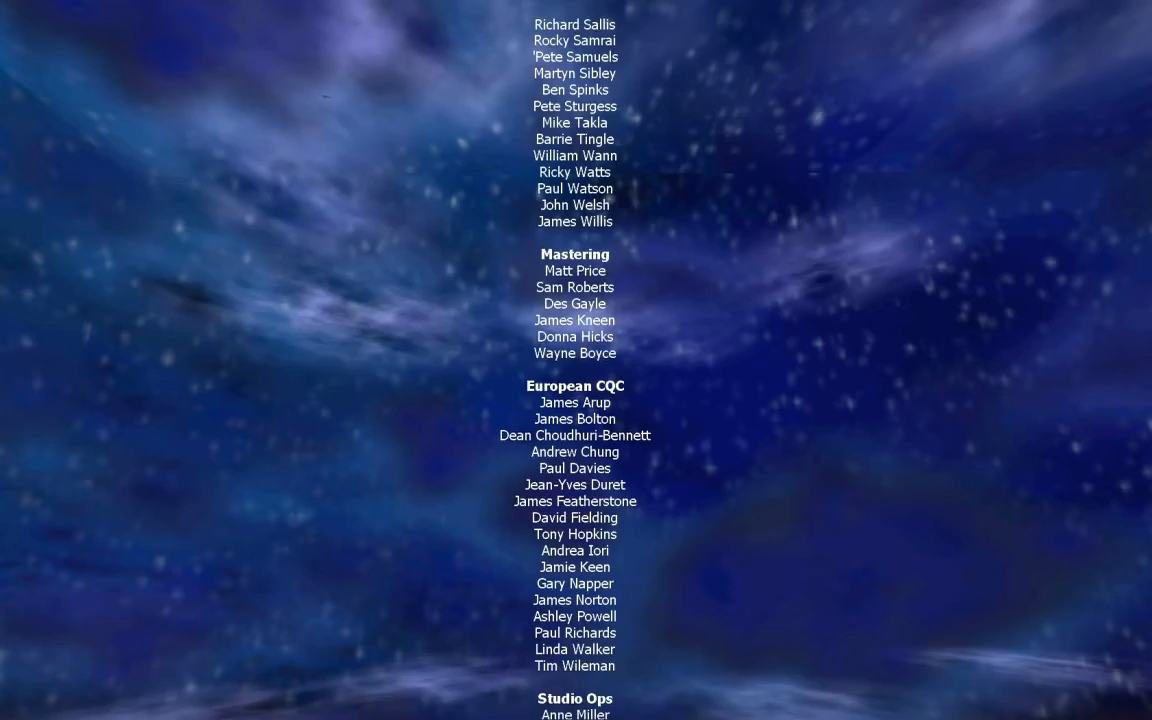 Richard Sallis
Rocky Samrai
'Pete Samuels
Martyn Sibley
Ben Spinks
Pete Sturgess
Mike Takla
Barrie Tingle
William Wann
Ricky Watts
Paul Watson
John Welsh
James Willis
Mastering
Matt Price
Sam Roberts
Des Gayle
James Kneen
Donna Hicks
Wayne Boyce
European CQC
James Arup
James Bolton
Dean Choudhuri-Bennett
Andrew Chung
Paul Davies
Jean-Yves Duret
James Featherstone
David Fielding
Tony Hopkins
Andrea Iori
Jamie Keen
Gary Napper
James Norton
Ashley Powell
Paul Richards
Linda Walker
Tim Wileman
Studio Ops
Anne Miller